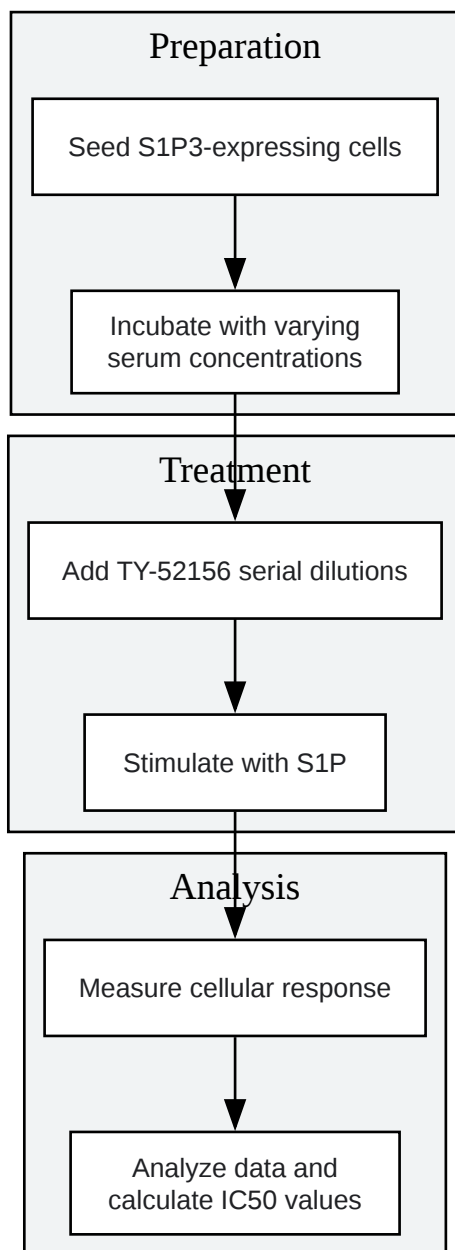 Preparation
Seed S1P3-expressing cells
Incubate with varying
serum concentrations
Treatment
Add TY-52156 serial dilutions
Stimulate with S1P
Analysis
Measure cellular response
Analyze data and
calculate IC50 values